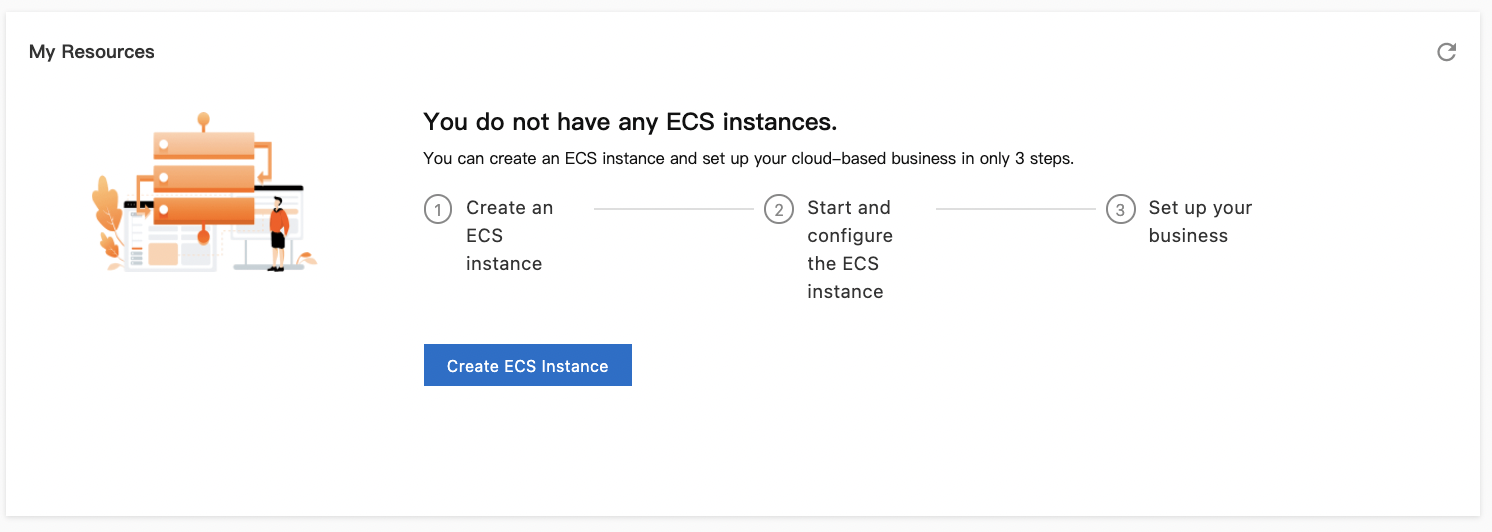 My Resources
You do not have any ECS instances.
You can create an ECS instance and set up your cloud-based business in only 3 steps.
1
Create an
ECS
instance
2
Start and
configure
the ECS
instance
3
Set up your
business
Create ECS Instance